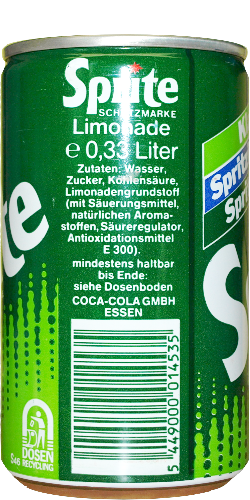 Sprite
SCHUTZMARKE
Limonade
e 0,33 Liter
Zutaten: Wasser,
Zucker, Kohlensäure,
Limonadengrundstoff
(mit Säuerungsmittel,
natürlichen Aroma-
stoffen, Säureregulator,
Antioxidationsmittel
E 300).
mindestens haltbar
bis Ende:
siehe Dosenboden
COCA-COLA GMBH
ESSEN
5 449000 014535
DOSEN
RECYCLING